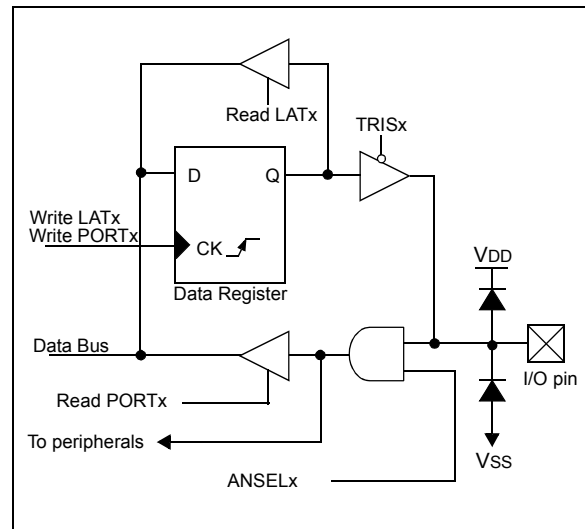 Read LATx
TRISx
D Q
Write LATx
Write PORTx
CK
Data Register
VDD
Data Bus
I/O pin
Read PORTx
To peripherals
VSS
ANSELx